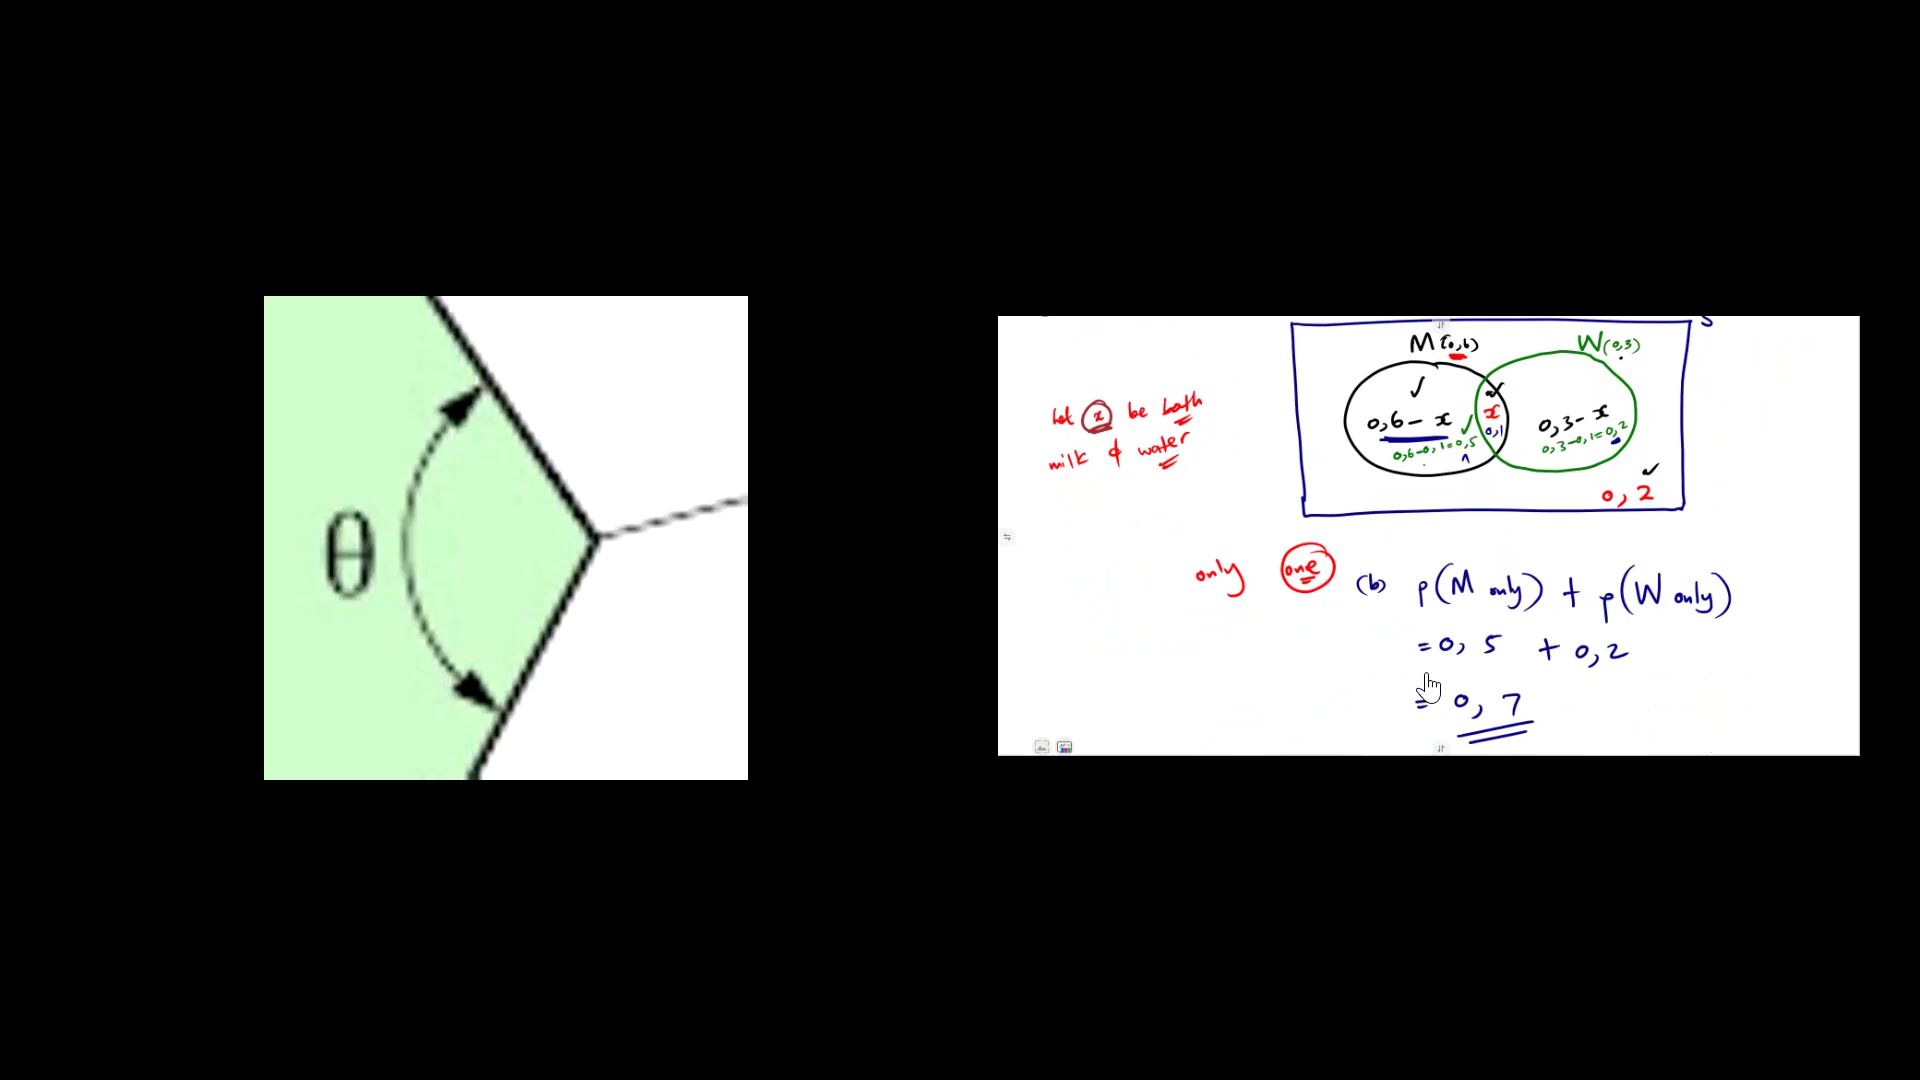 θ
S
M (0,6)
W (0,3)
let x be both
milk & water
0,6 - x
x
0,3 - x
0,6-0,1=0,5
0,1
0,3-0,1=0,2
0,2
only one
(b) P(M only) + P(W only)
= 0,5 + 0,2
= 0,7